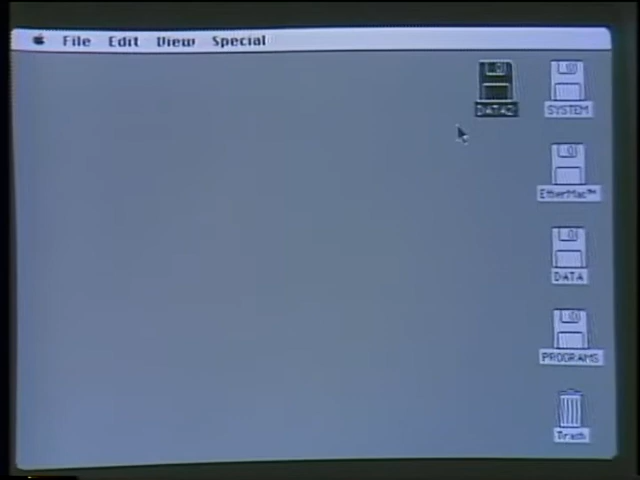 File Edit View Special
DATA2 SYSTEM
EtherMac™
DATA
PROGRAMS
Trash